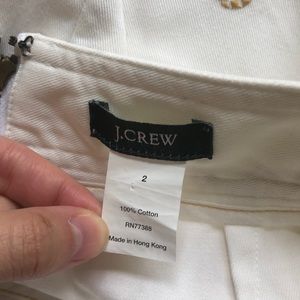 J.CREW
2
100% Cotton
RN77388
Made in Hong Kong